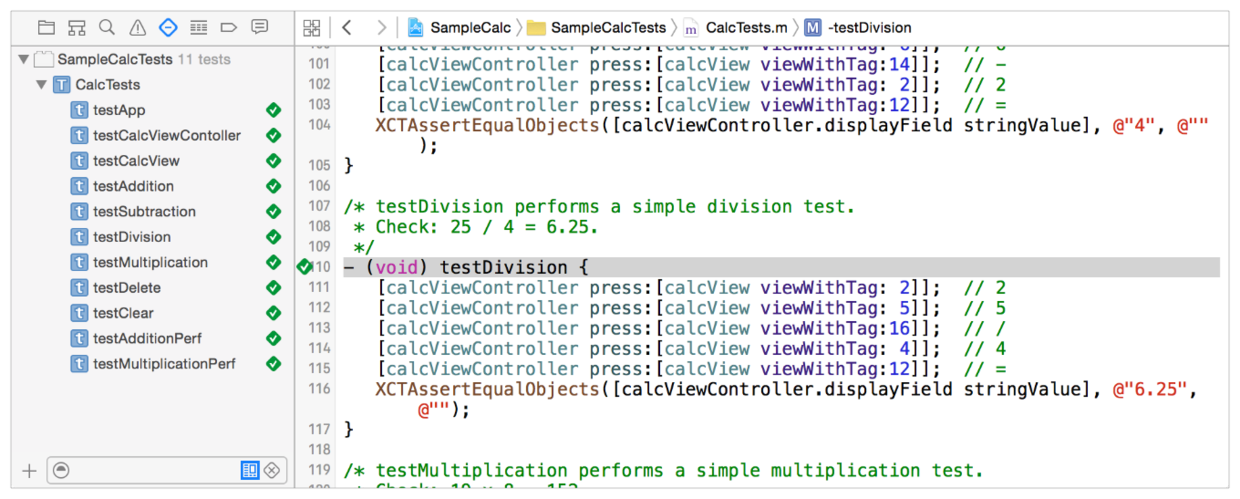 SampleCalc SampleCalcTests CalcTests.m M -testDivision
SampleCalcTests 11 tests
T CalcTests
t testApp
t testCalcViewContoller
t testCalcView
t testAddition
t testSubtraction
t testDivision
t testMultiplication
t testDelete
t testClear
t testAdditionPerf
t testMultiplicationPerf
101 [calcViewController press:[calcView viewWithTag:14]]; // −
102 [calcViewController press:[calcView viewWithTag: 2]]; // 2
103 [calcViewController press:[calcView viewWithTag:12]]; // =
104 XCTAssertEqualObjects([calcViewController.displayField stringValue], @"4", @""
);
105 }
106
107 /* testDivision performs a simple division test.
108 * Check: 25 / 4 = 6.25.
109 */
110 - (void) testDivision {
111 [calcViewController press:[calcView viewWithTag: 2]]; // 2
112 [calcViewController press:[calcView viewWithTag: 5]]; // 5
113 [calcViewController press:[calcView viewWithTag:16]]; // /
114 [calcViewController press:[calcView viewWithTag: 4]]; // 4
115 [calcViewController press:[calcView viewWithTag:12]]; // =
116 XCTAssertEqualObjects([calcViewController.displayField stringValue], @"6.25",
@"");
117 }
118
119 /* testMultiplication performs a simple multiplication test.